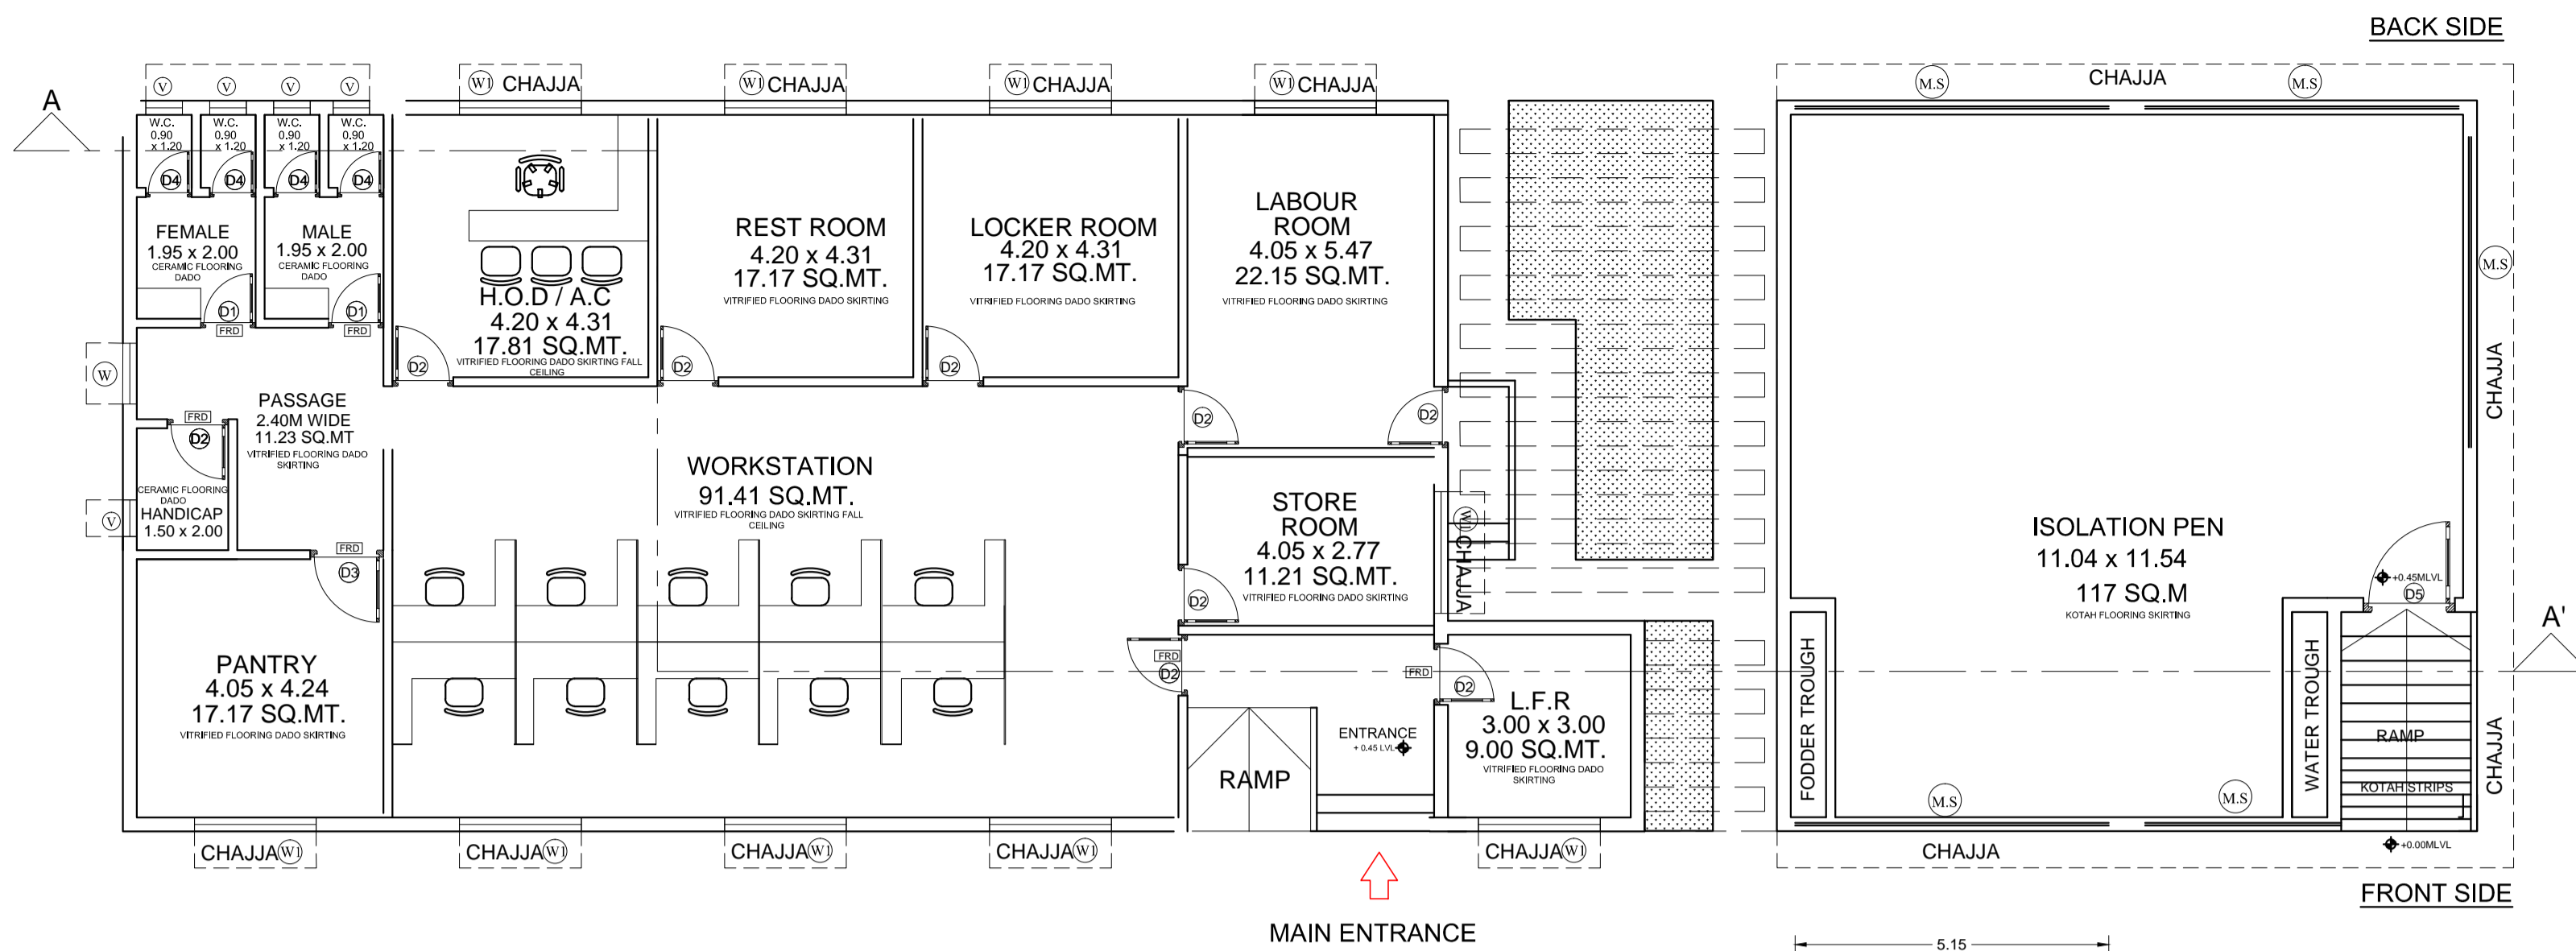 BACK SIDE
V
V
V
V
W1 CHAJJA
W1 CHAJJA
W1 CHAJJA
W1 CHAJJA
M.S
CHAJJA
M.S
A
W.C.
0.90
x 1.20
W.C.
0.90
x 1.20
W.C.
0.90
x 1.20
W.C.
0.90
x 1.20
D4
D4
D4
D4
FEMALE
1.95 x 2.00
CERAMIC FLOORING
DADO
MALE
1.95 x 2.00
CERAMIC FLOORING
DADO
D1
FRD
D1
FRD
H.O.D / A.C
4.20 x 4.31
17.81 SQ.MT.
VITRIFIED FLOORING DADO SKIRTING FALL
CEILING
D2
REST ROOM
4.20 x 4.31
17.17 SQ.MT.
VITRIFIED FLOORING DADO SKIRTING
D2
LOCKER ROOM
4.20 x 4.31
17.17 SQ.MT.
VITRIFIED FLOORING DADO SKIRTING
D2
LABOUR
ROOM
4.05 x 5.47
22.15 SQ.MT.
VITRIFIED FLOORING DADO SKIRTING
D2
D2
M.S
CHAJJA
W
PASSAGE
2.40M WIDE
11.23 SQ.MT
VITRIFIED FLOORING DADO
SKIRTING
FRD
D2
CERAMIC FLOORING
DADO
HANDICAP
1.50 x 2.00
V
FRD
D3
WORKSTATION
91.41 SQ.MT.
VITRIFIED FLOORING DADO SKIRTING FALL
CEILING
STORE
ROOM
4.05 x 2.77
11.21 SQ.MT.
VITRIFIED FLOORING DADO SKIRTING
D2
W1 CHAJJA
ISOLATION PEN
11.04 x 11.54
117 SQ.M
KOTAH FLOORING SKIRTING
+0.45MLVL
D5
A'
PANTRY
4.05 x 4.24
17.17 SQ.MT.
VITRIFIED FLOORING DADO SKIRTING
FRD
D2
FRD
D2
L.F.R
3.00 x 3.00
9.00 SQ.MT.
VITRIFIED FLOORING DADO
SKIRTING
ENTRANCE
+ 0.45 LVL
RAMP
FODDER TROUGH
WATER TROUGH
RAMP
KOTAH STRIPS
CHAJJA
M.S
M.S
CHAJJA W1
CHAJJA W1
CHAJJA W1
CHAJJA W1
CHAJJA W1
CHAJJA
+0.00MLVL
FRONT SIDE
MAIN ENTRANCE
5.15